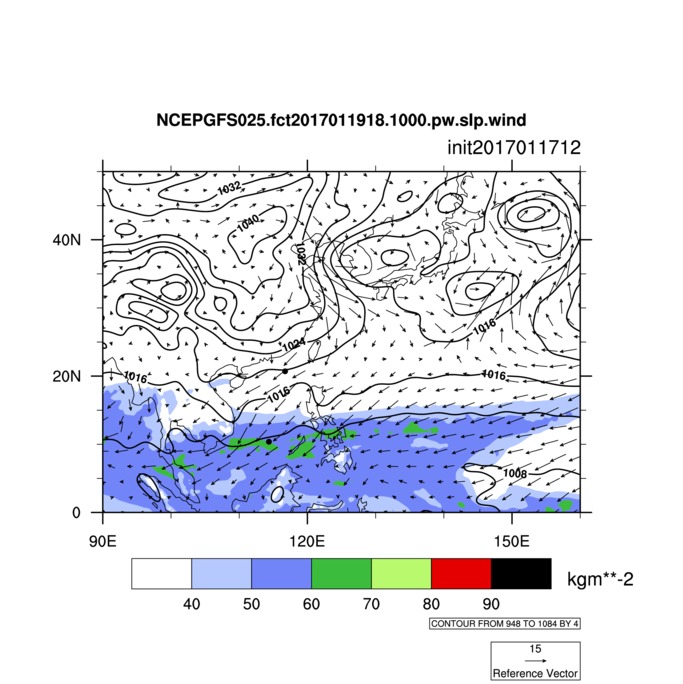 NCEPGFS025.fct2017011918.1000.pw.slp.wind
init2017011712
1032
1040
40N
1032
1016
1024
1016
1016
20N
1016
1008
0
90E
120E
150E
kgm**-2
40
50
60
70
80
90
CONTOUR FROM 948 TO 1084 BY 4
15
Reference Vector